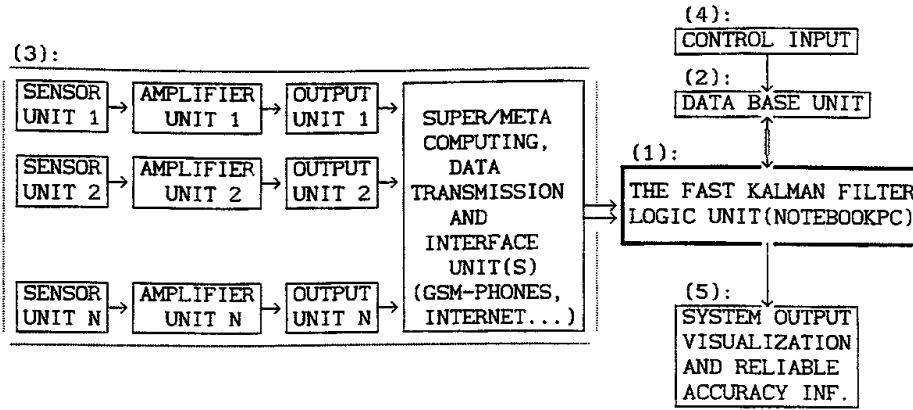 (3):
SENSOR
UNIT 1
AMPLIFIER
UNIT 1
OUTPUT
UNIT 1
SENSOR
UNIT 2
AMPLIFIER
UNIT 2
OUTPUT
UNIT 2
SENSOR
UNIT N
AMPLIFIER
UNIT N
OUTPUT
UNIT N
SUPER/META
COMPUTING,
DATA
TRANSMISSION
AND
INTERFACE
UNIT(S)
(GSM-PHONES,
INTERNET...)
(4):
CONTROL INPUT
(2):
DATA BASE UNIT
(1):
THE FAST KALMAN FILTER
LOGIC UNIT(NOTEBOOKPC)
(5):
SYSTEM OUTPUT
VISUALIZATION
AND RELIABLE
ACCURACY INF.